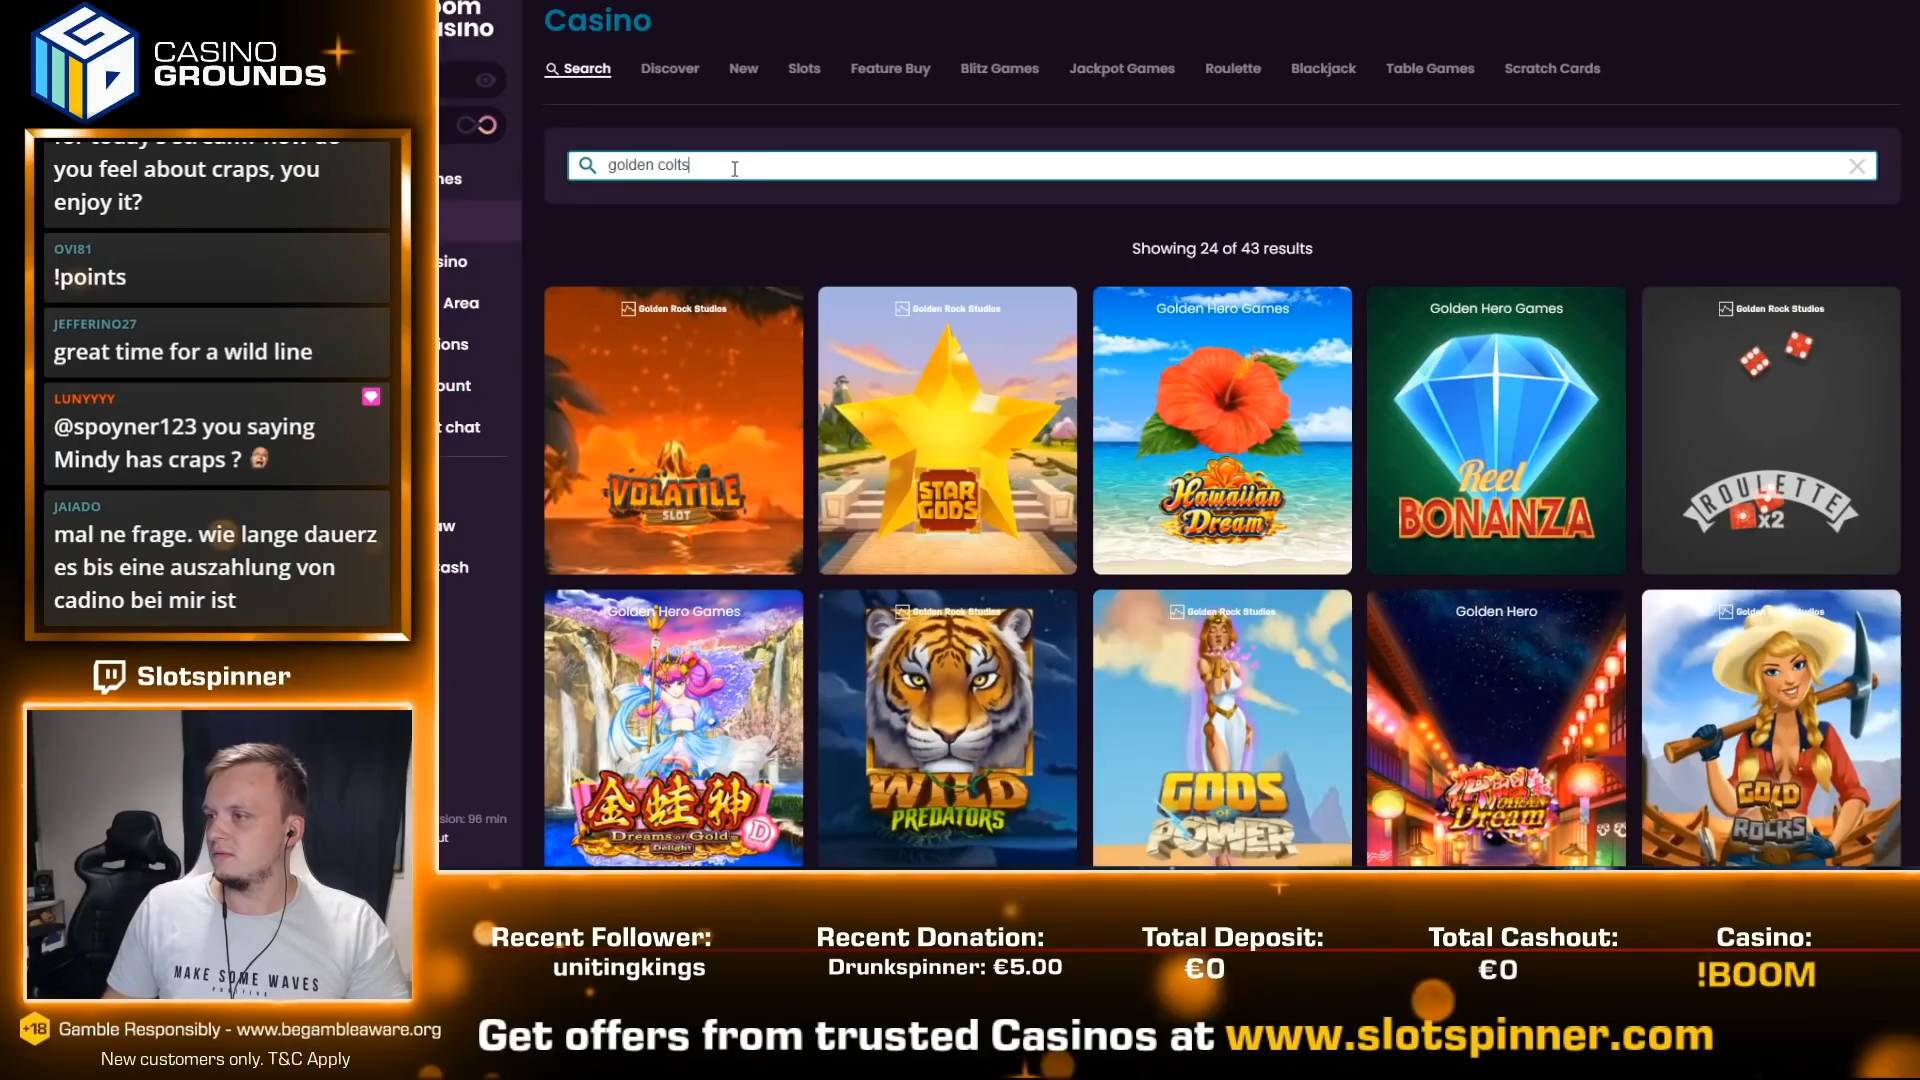 CASINO
GROUNDS
you feel about craps, you
enjoy it?
OVI81
!points
JEFFERINO27
great time for a wild line
LUNYYYY
@spoyner123 you saying
Mindy has craps ?
JAIADO
mal ne frage. wie lange dauerz
es bis eine auszahlung von
cadino bei mir ist
Slotspinner
MAKE SOME WAVES
+18 Gamble Responsibly - www.begambleaware.org
New customers only. T&C Apply
Casino
Search Discover New Slots Feature Buy Blitz Games Jackpot Games Roulette Blackjack Table Games Scratch Cards
golden colts
Showing 24 of 43 results
Golden Rock Studios
VOLATILE
SLOT
Golden Rock Studios
STAR
GODS
Golden Hero Games
Hawaiian
Dream
Golden Hero Games
Reel
BONANZA
Golden Rock Studios
ROULETTE
x2
Golden Hero Games
金蛙神
Dreams of Gold
Delight
D
Golden Rock Studios
WILD
PREDATORS
Golden Rock Studios
GODS
OF
POWER
Golden Hero
Dream
Golden Rock Studios
GOLD
ROCKS
Area
chat
sion: 96 min
Recent Follower:
unitingkings
Recent Donation:
Drunkspinner: €5.00
Total Deposit:
€0
Total Cashout:
€0
Casino:
!BOOM
Get offers from trusted Casinos at www.slotspinner.com